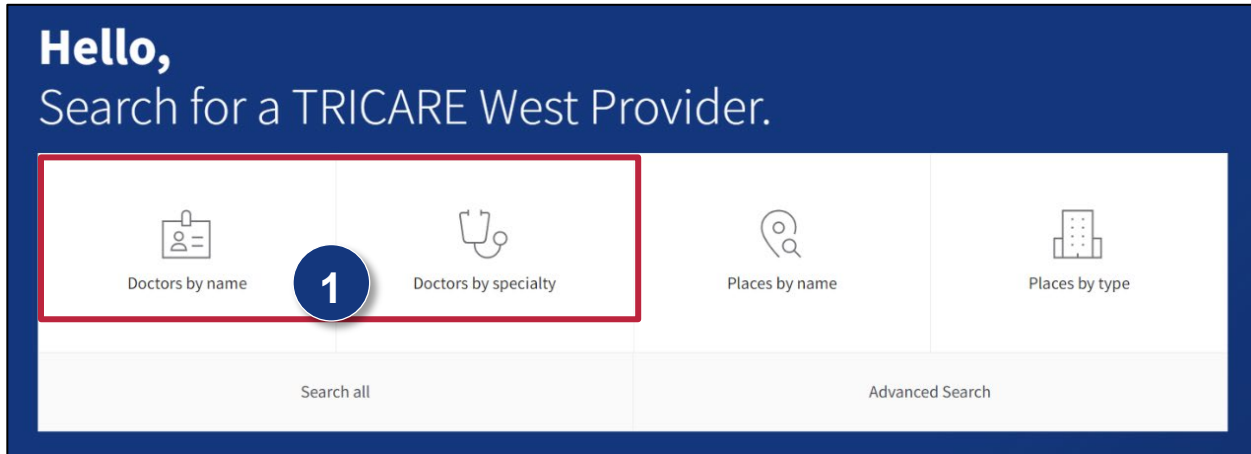 Hello,
Search for a TRICARE West Provider.
Doctors by name
1
Doctors by specialty
Places by name
Places by type
Search all
Advanced Search